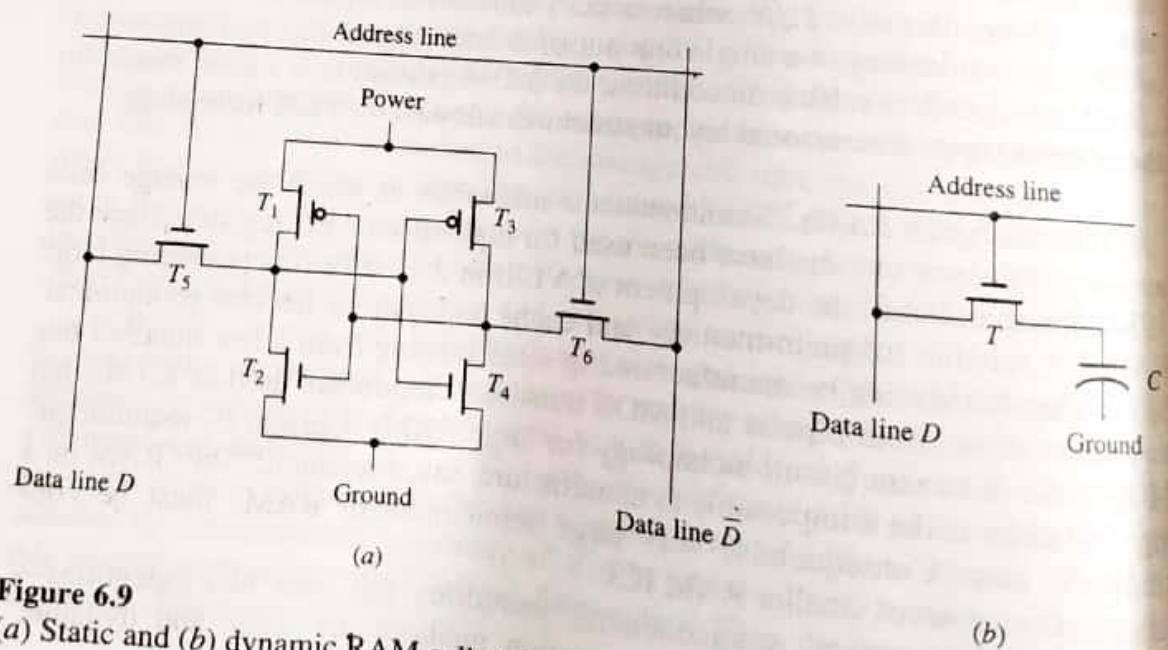 Address line
Power
T1
T3
T5
T2
T4
T6
Data line D
Ground
Data line D̅
(a)
Address line
T
C
Data line D
Ground
(b)
Figure 6.9
(a) Static and (b) dynamic RAM